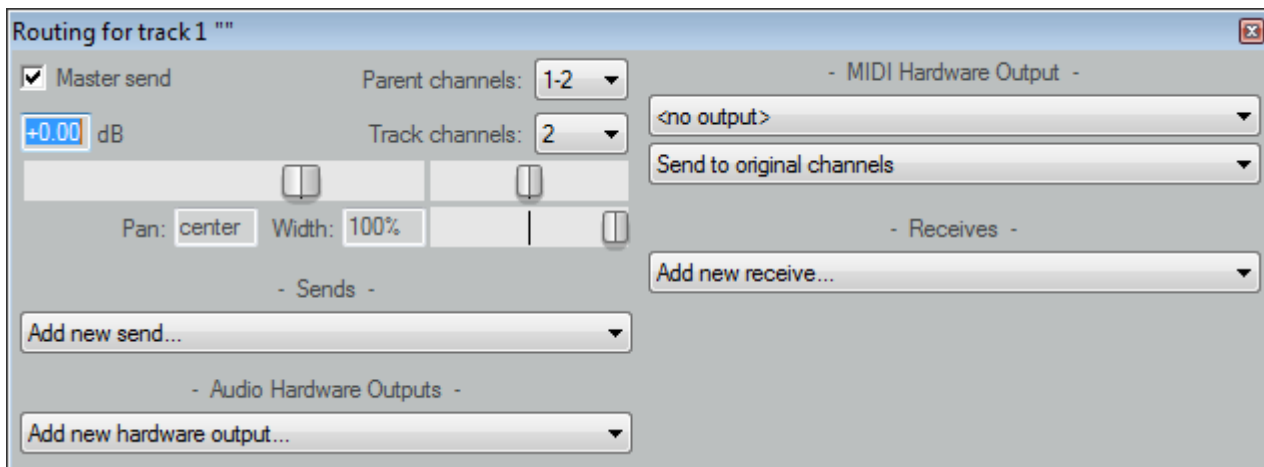 Routing for track 1 ""
Master send
Parent channels: 1-2
+0.00 dB
Track channels: 2
Pan: center Width: 100%
- Sends -
Add new send...
- Audio Hardware Outputs -
Add new hardware output...
- MIDI Hardware Output -
<no output>
Send to original channels
- Receives -
Add new receive...